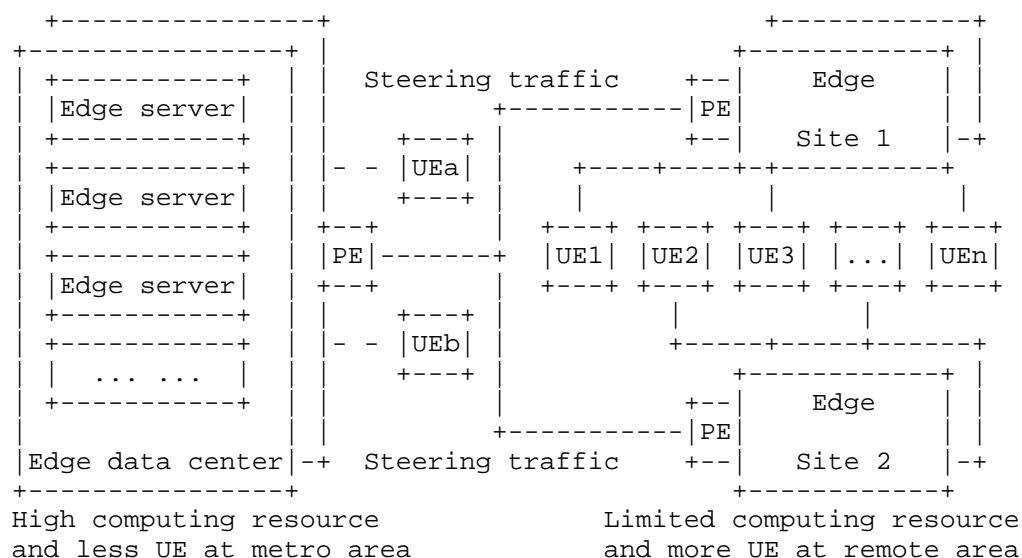 Steering traffic Edge
Edge server PE
Site 1
UEa
Edge server
PE UE1 UE2 UE3 ... UEn
Edge server
UEb
... ...
Edge
PE
Edge data center Steering traffic Site 2
High computing resource Limited computing resource
and less UE at metro area and more UE at remote area